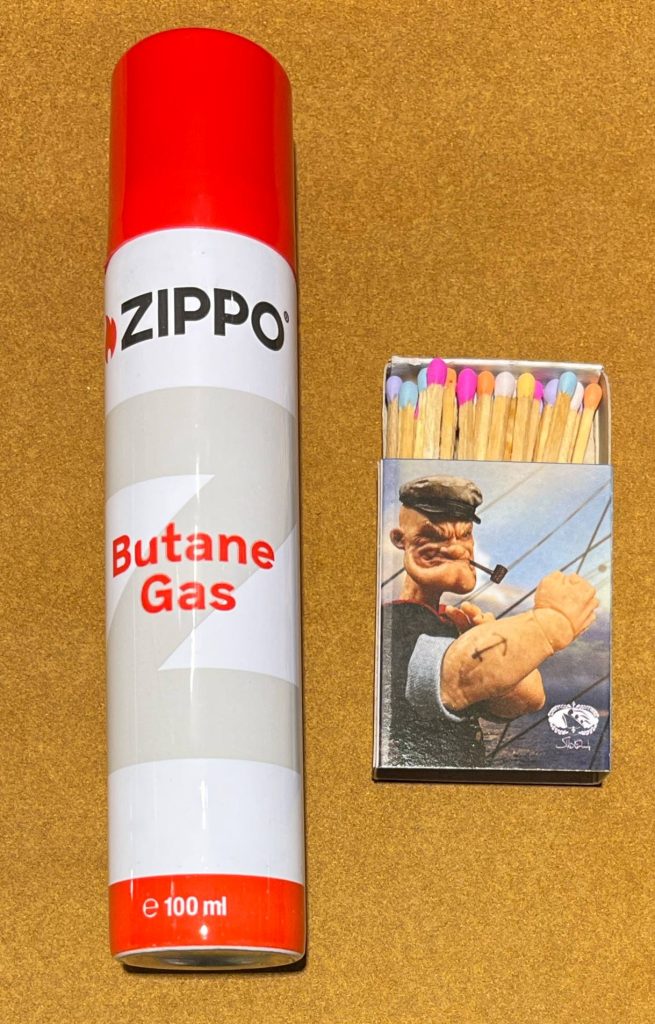 ZIPPO®
Butane
Gas
℮ 100 ml